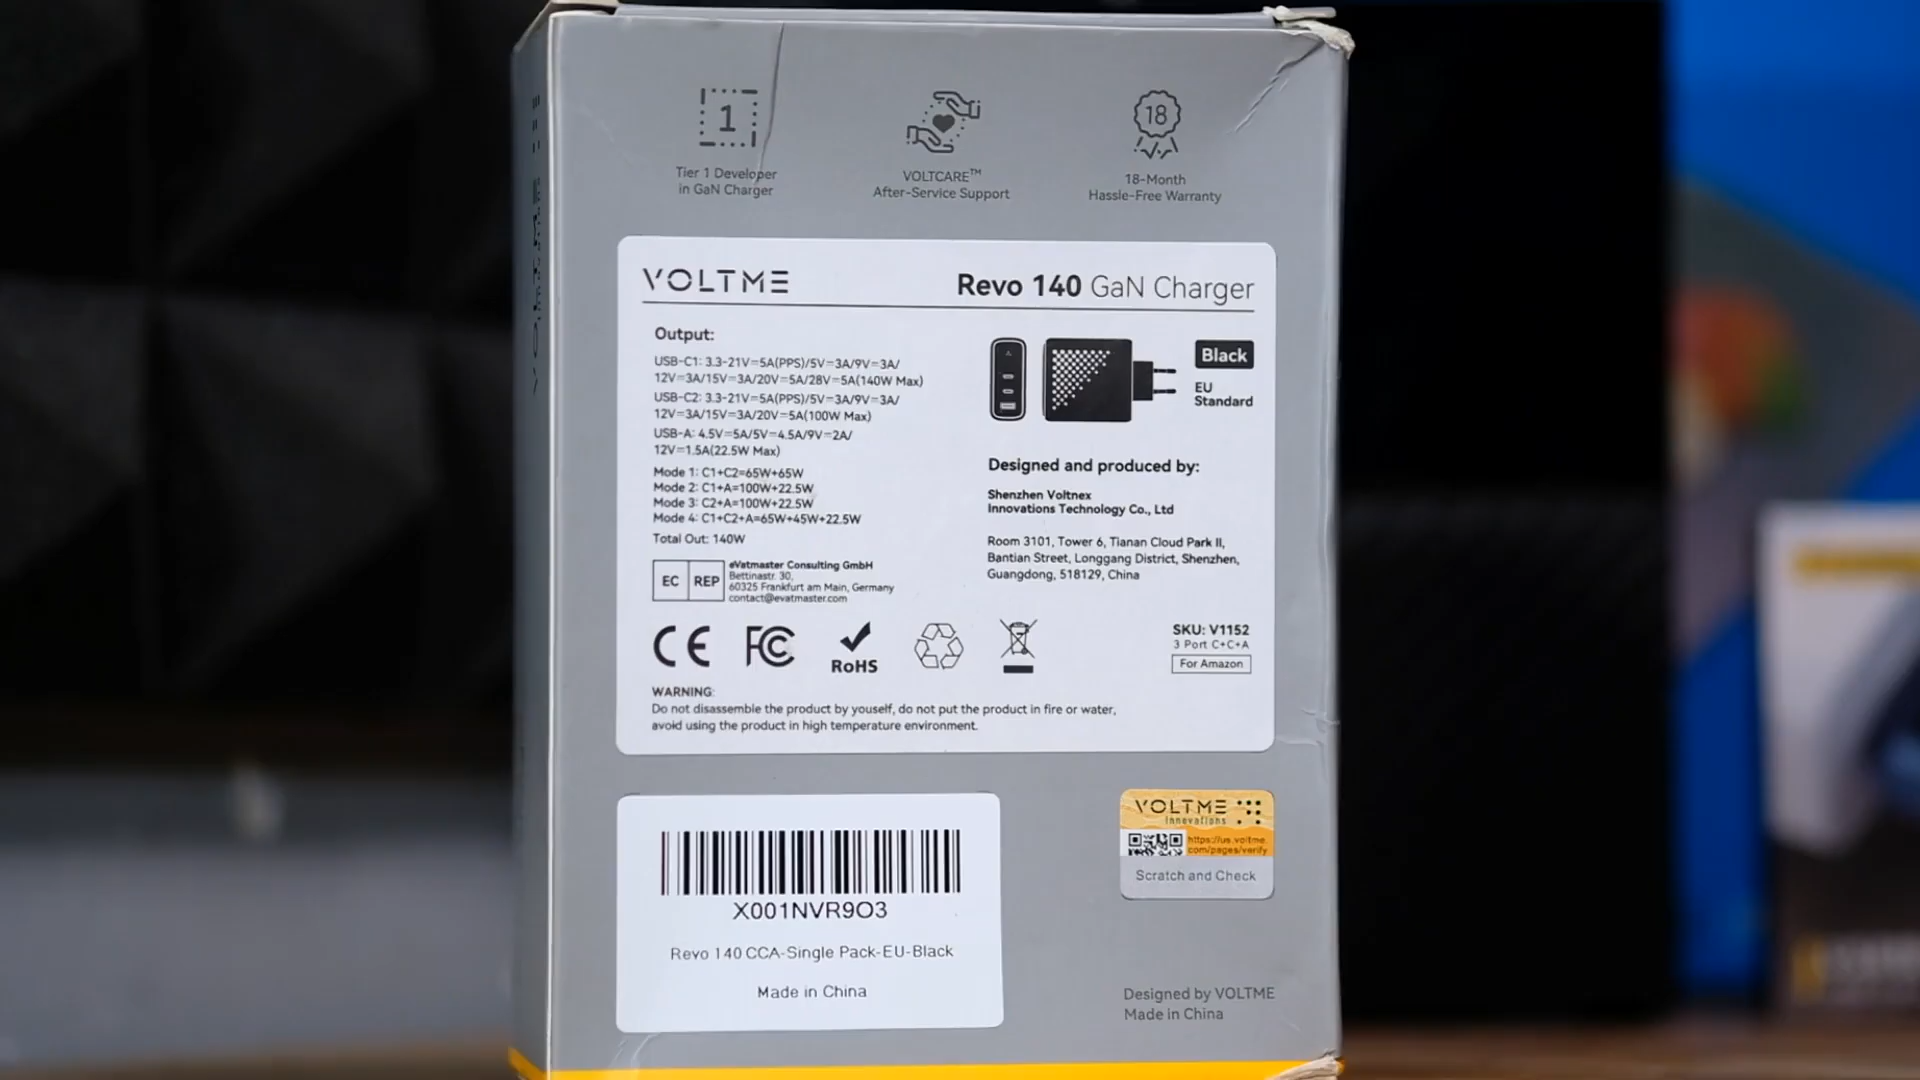 1
Tier 1 Developer
in GaN Charger
VOLTCARE™
After-Service Support
18
18-Month
Hassle-Free Warranty
VOLTME
Revo 140 GaN Charger
Output:
USB-C1: 3.3-21V=5A(PPS)/5V=3A/9V=3A/
12V=3A/15V=3A/20V=5A/28V=5A(140W Max)
USB-C2: 3.3-21V=5A(PPS)/5V=3A/9V=3A/
12V=3A/15V=3A/20V=5A(100W Max)
USB-A: 4.5V=5A/5V=4.5A/9V=2A/
12V=1.5A(22.5W Max)
Mode 1: C1+C2=65W+65W
Mode 2: C1+A=100W+22.5W
Mode 3: C2+A=100W+22.5W
Mode 4: C1+C2+A=65W+45W+22.5W
Total Out: 140W
EC REP
eVatmaster Consulting GmbH
Bettinastr. 30,
60325 Frankfurt am Main, Germany
contact@evatmaster.com
Black
EU
Standard
Designed and produced by:
Shenzhen Voltnex
Innovations Technology Co., Ltd
Room 3101, Tower 6, Tianan Cloud Park II,
Bantian Street, Longgang District, Shenzhen,
Guangdong, 518129, China
CE FC RoHS
SKU: V1152
3 Port C+C+A
For Amazon
WARNING:
Do not disassemble the product by youself, do not put the product in fire or water,
avoid using the product in high temperature environment.
X001NVR9O3
Revo 140 CCA-Single Pack-EU-Black
Made in China
VOLTME
Innovations
https://us.voltme.
com/pages/verify
Scratch and Check
Designed by VOLTME
Made in China